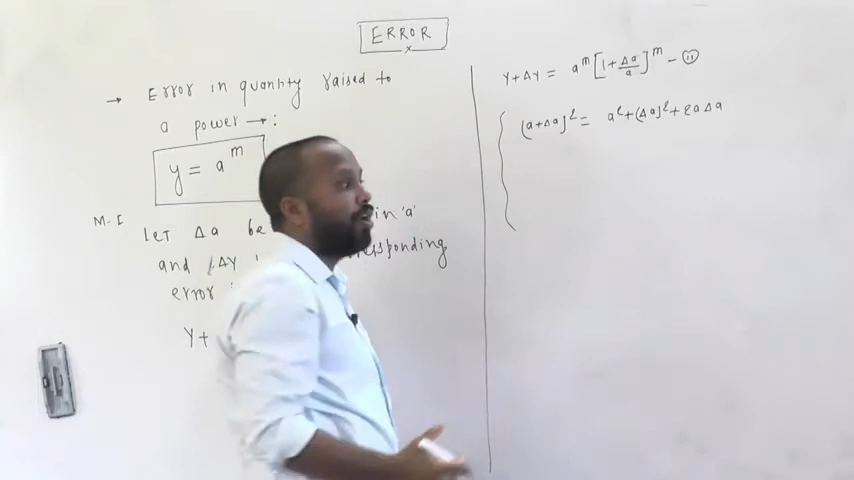 ERROR
x
→ Error in quantity raised to
a power →:
y = a^m
M-I
Let Δa be in 'a'
and ΔY
error
Y+
Y+ΔY = a^m [1+Δa/a]^m - (ii)
(a+Δa)^2 = a^2+(Δa)^2+2aΔa